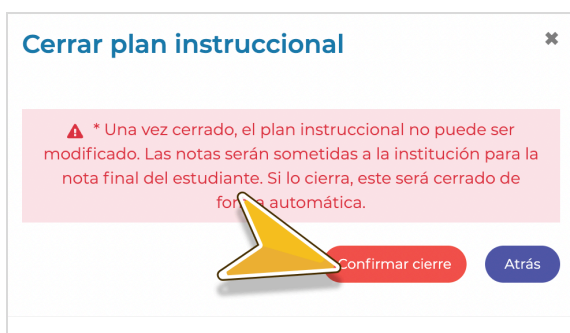 Cerrar plan instruccional
* Una vez cerrado, el plan instruccional no puede ser
modificado. Las notas serán sometidas a la institución para la
nota final del estudiante. Si lo cierra, este será cerrado de
forma automática.
Confirmar cierre
Atrás